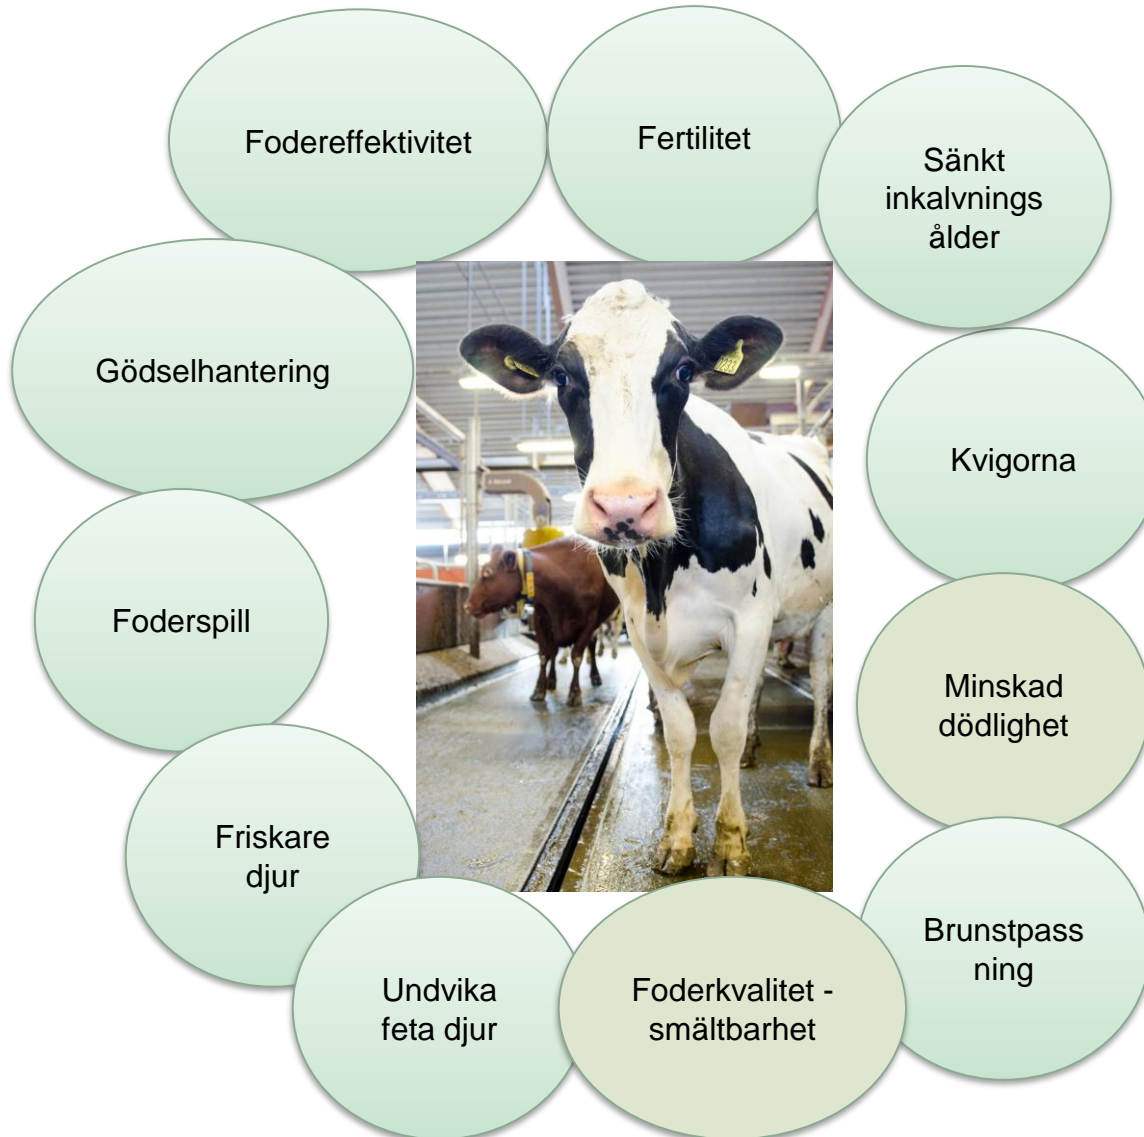 Fodereffektivitet
Fertilitet
Sänkt
inkalvnings
ålder
Gödselhantering
Kvigorna
Foderspill
Minskad
dödlighet
Friskare
djur
Brunstpass
ning
Undvika
feta djur
Foderkvalitet -
smältbarhet